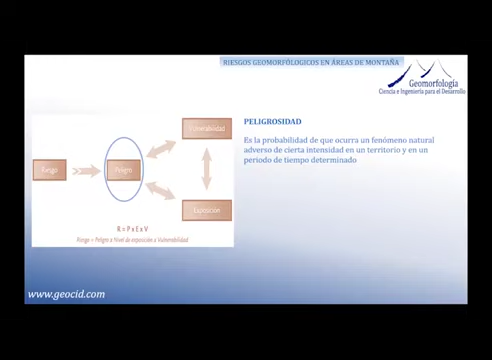 RIESGOS GEOMORFÓLOGICOS EN ÁREAS DE MONTAÑA
Geomorfología
Ciencia e Ingeniería para el Desarrollo
PELIGROSIDAD
Es la probabilidad de que ocurra un fenómeno natural
adverso de cierta intensidad en un territorio y en un
periodo de tiempo determinado
Vulnerabilidad
Riesgo
Peligro
Exposición
R = P x E x V
Riesgo = Peligro x Nivel de exposición x Vulnerabilidad
www.geocid.com